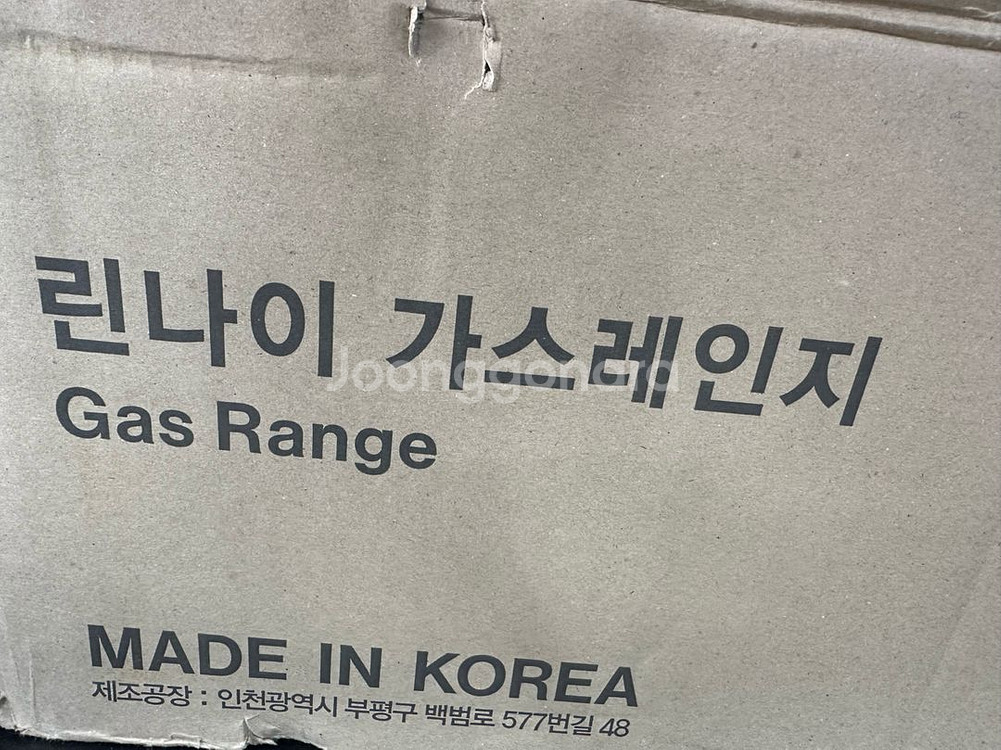 린나이 가스레인지
Joonggonara
Gas Range
MADE IN KOREA
제조공장 : 인천광역시 부평구 백범로 577번길 48